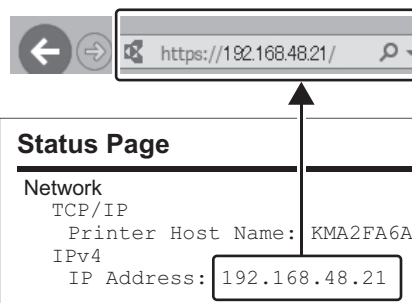 https://192.168.48.21/
Status Page
Network
TCP/IP
Printer Host Name: KMA2FA6A
IPv4
IP Address: 192.168.48.21